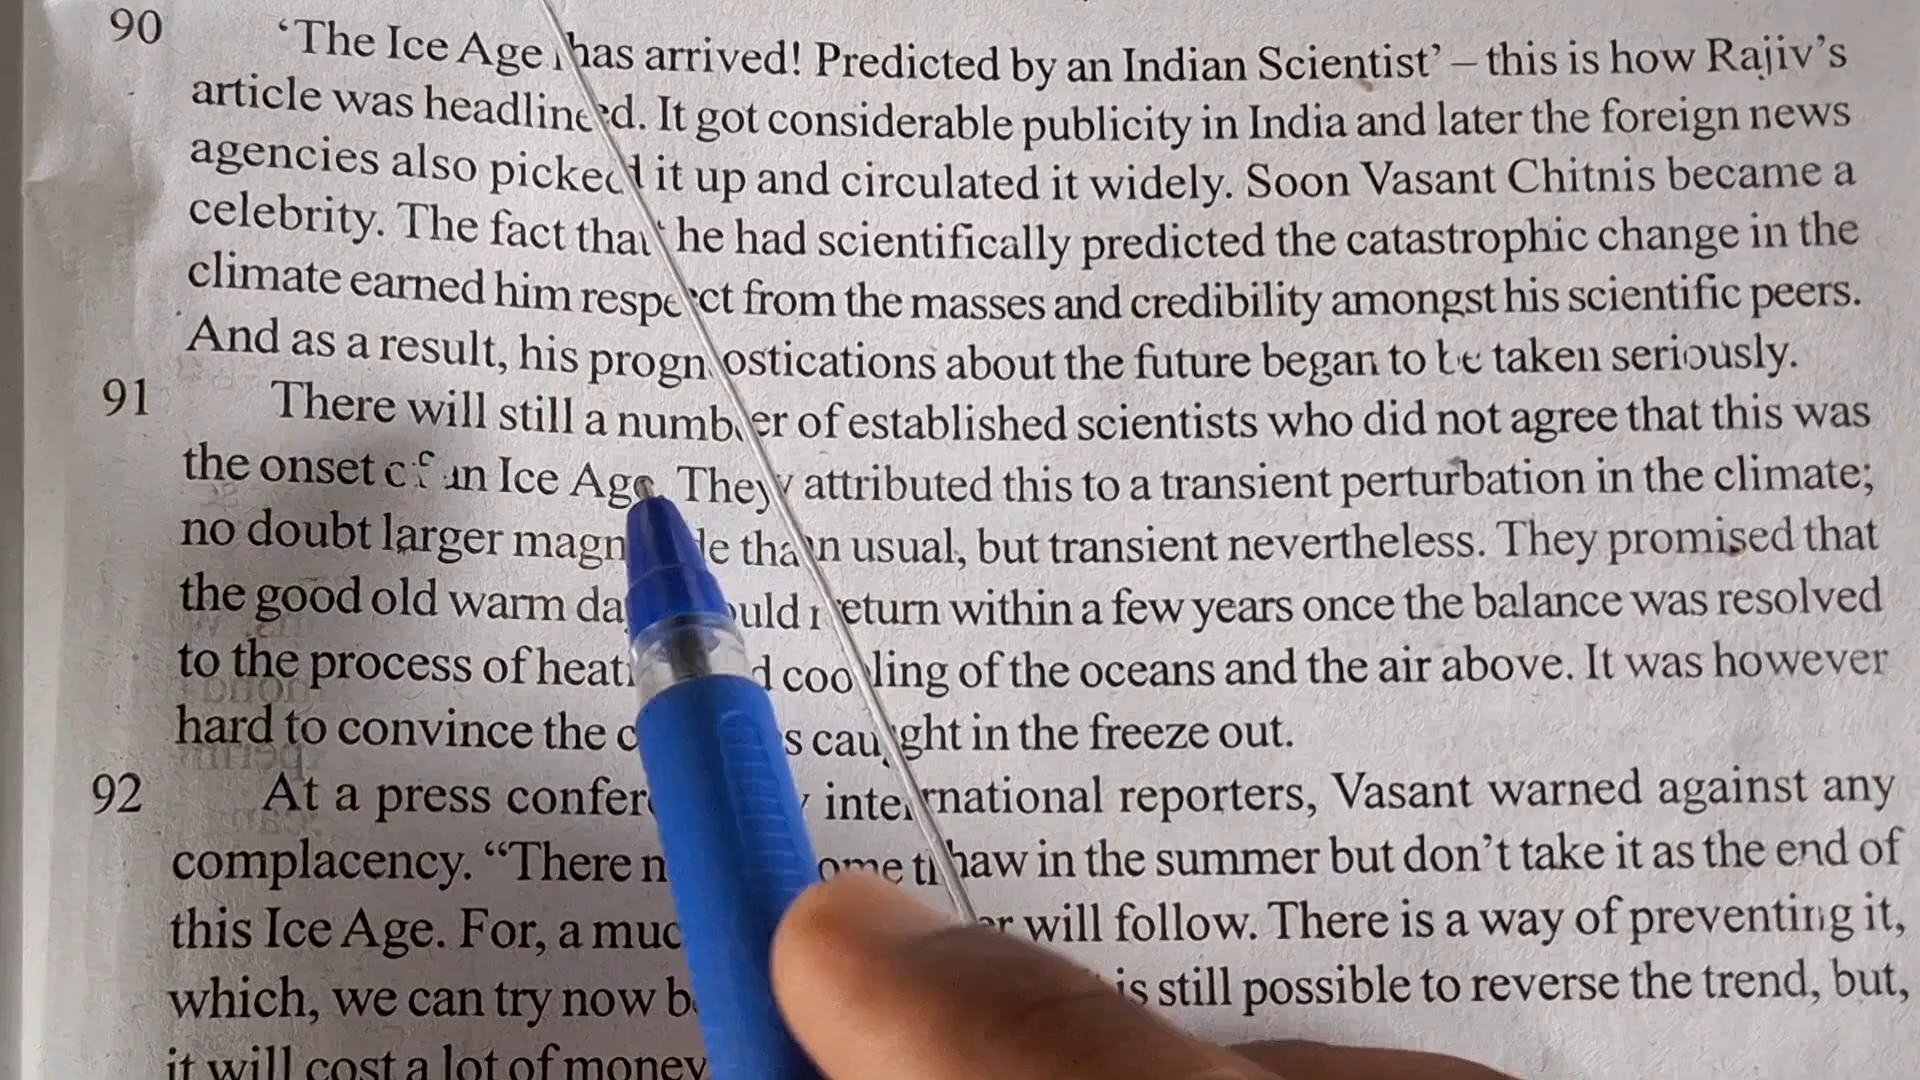 90 ‘The Ice Age has arrived! Predicted by an Indian Scientist’ – this is how Rajiv’s
article was headlined. It got considerable publicity in India and later the foreign news
agencies also picked it up and circulated it widely. Soon Vasant Chitnis became a
celebrity. The fact that he had scientifically predicted the catastrophic change in the
climate earned him respect from the masses and credibility amongst his scientific peers.
And as a result, his prognostications about the future began to be taken seriously.
91 There will still a number of established scientists who did not agree that this was
the onset of an Ice Age. They attributed this to a transient perturbation in the climate;
no doubt larger than usual, but transient nevertheless. They promised that
the good old warm return within a few years once the balance was resolved
to the process of cooling of the oceans and the air above. It was however
hard to convince the caught in the freeze out.
92 At a press international reporters, Vasant warned against any
complacency. “There thaw in the summer but don’t take it as the end of
this Ice Age. For, a will follow. There is a way of preventing it,
which, we can try now is still possible to reverse the trend, but,
it will cost a lot of money